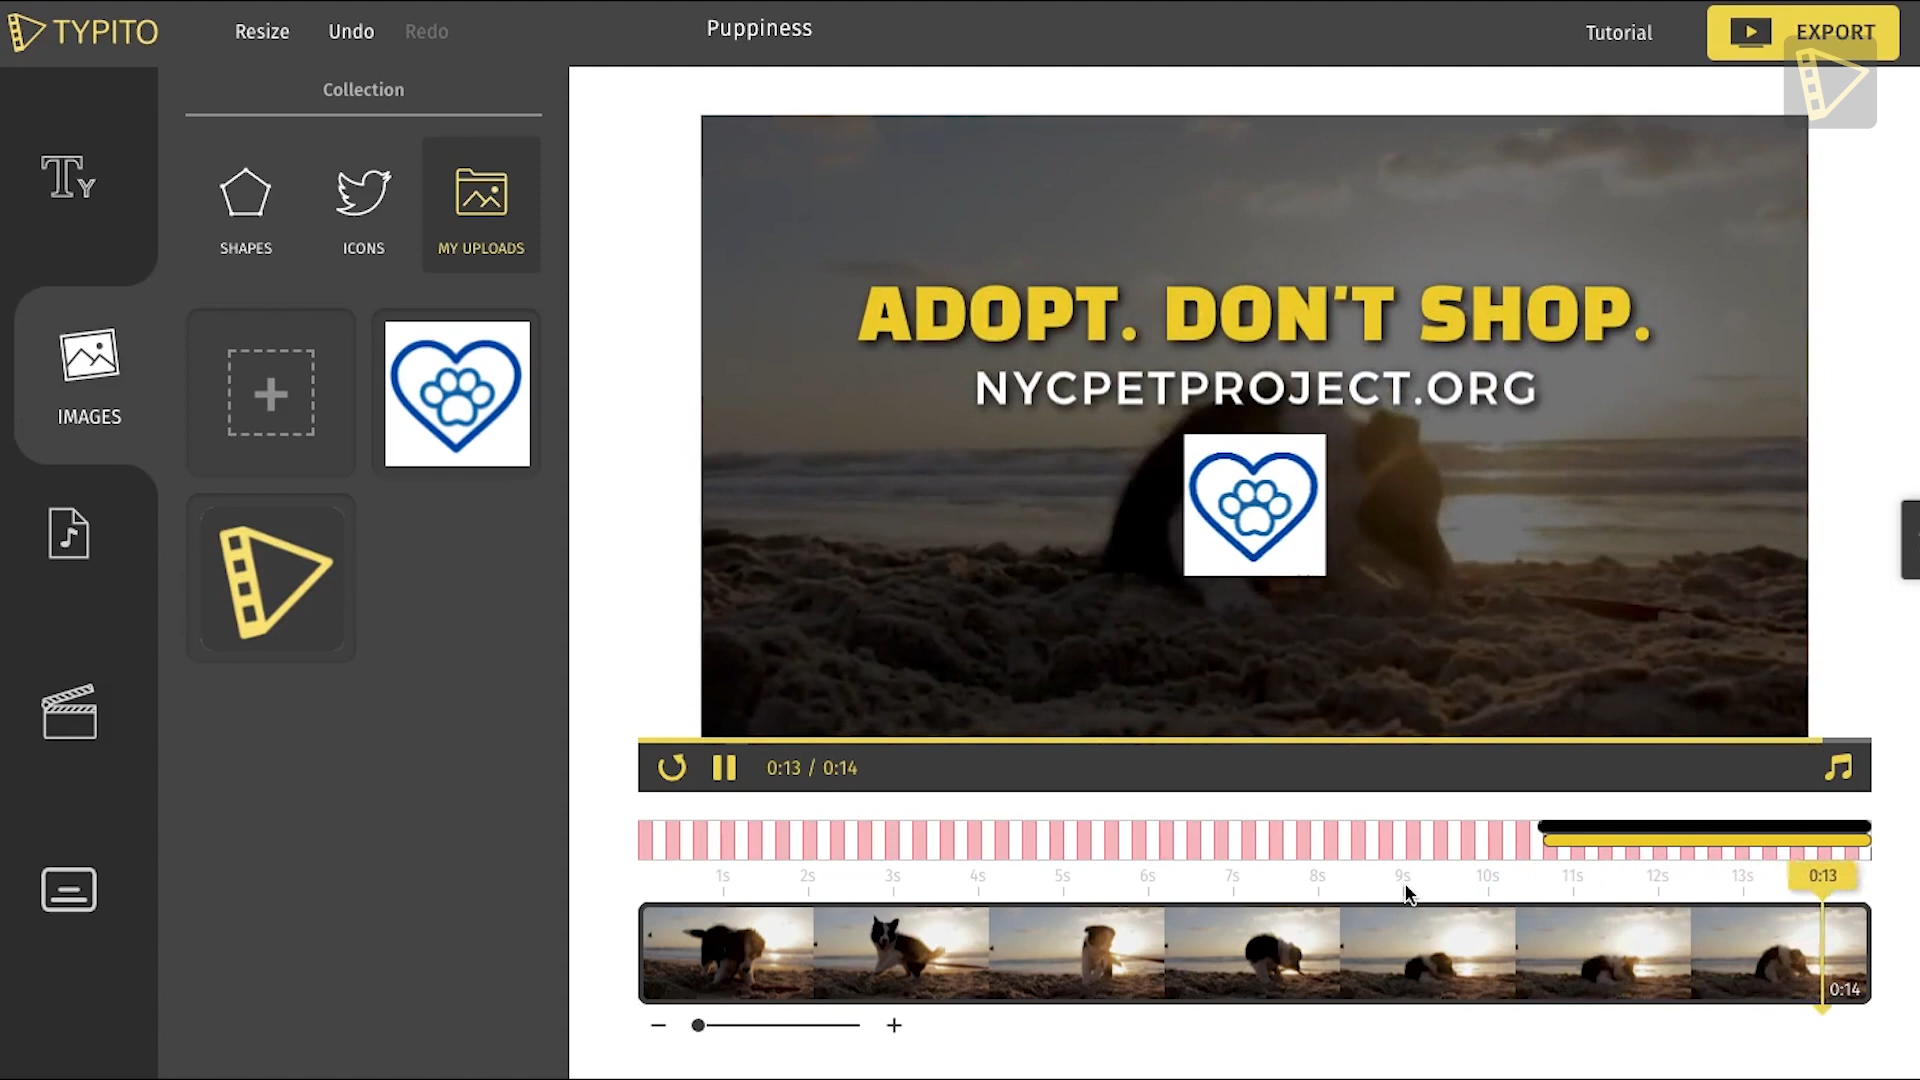 TYPITO
Resize
Undo
Redo
Puppiness
Tutorial
EXPORT
Collection
SHAPES
ICONS
MY UPLOADS
IMAGES
ADOPT. DON'T SHOP.
NYCPETPROJECT.ORG
0:13 / 0:14
1s 2s 3s 4s 5s 6s 7s 8s 9s 10s 11s 12s 13s 0:13
0:14